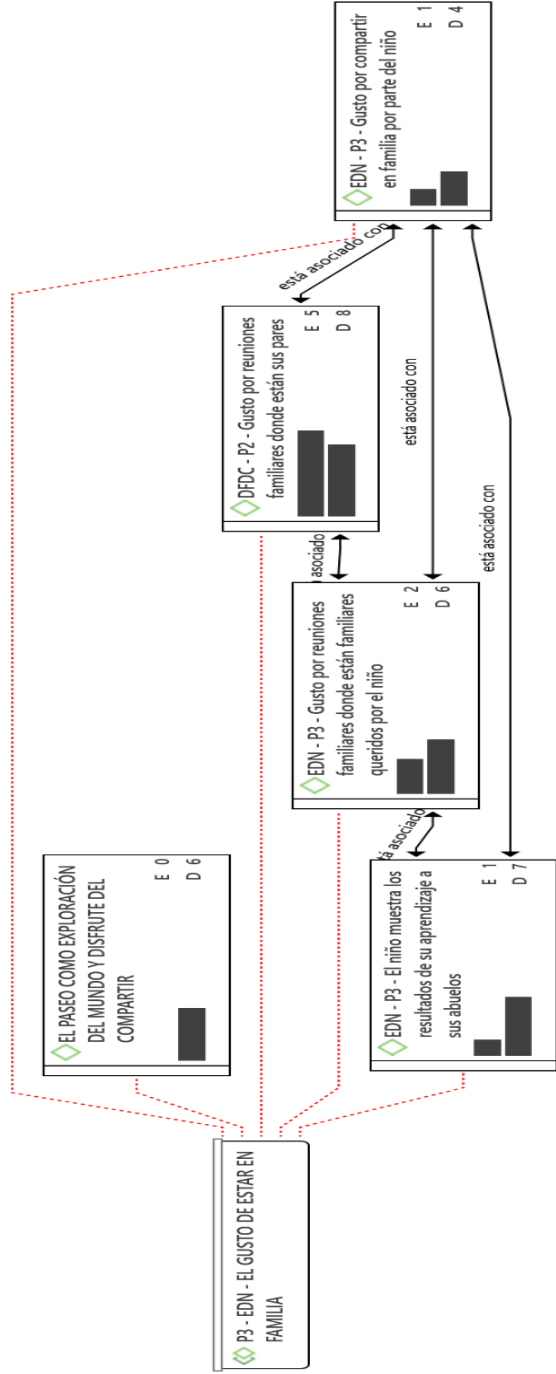 P3 - EDN - EL GUSTO DE ESTAR EN
FAMILIA
EL PASEO COMO EXPLORACIÓN
DEL MUNDO Y DISFRUTE DEL
COMPARTIR
E 0
D 6
EDN - P3 - El niño muestra los
resultados de su aprendizaje a
sus abuelos
E 1
D 7
EDN - P3 - Gusto por reuniones
familiares donde están familiares
queridos por el niño
E 2
D 6
DFDC - P2 - Gusto por reuniones
familiares donde están sus pares
E 5
D 8
EDN - P3 - Gusto por compartir
en familia por parte del niño
E 1
D 4
asociado
asociado
está asociado con
está asociado con
está asociado con